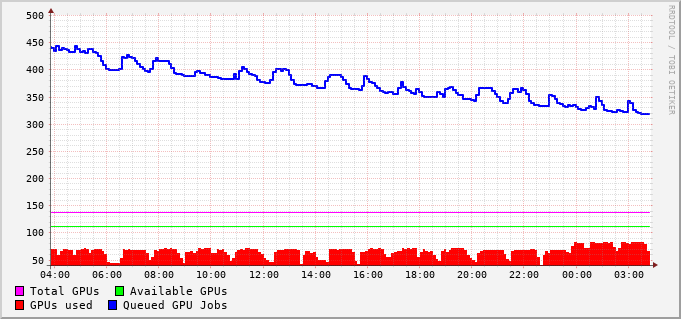 500
450
400
350
300
250
200
150
100
50
04:00 06:00 08:00 10:00 12:00 14:00 16:00 18:00 20:00 22:00 00:00 03:00
RRDTOOL / TOBI OETIKER
Total GPUs Available GPUs
GPUs used Queued GPU Jobs